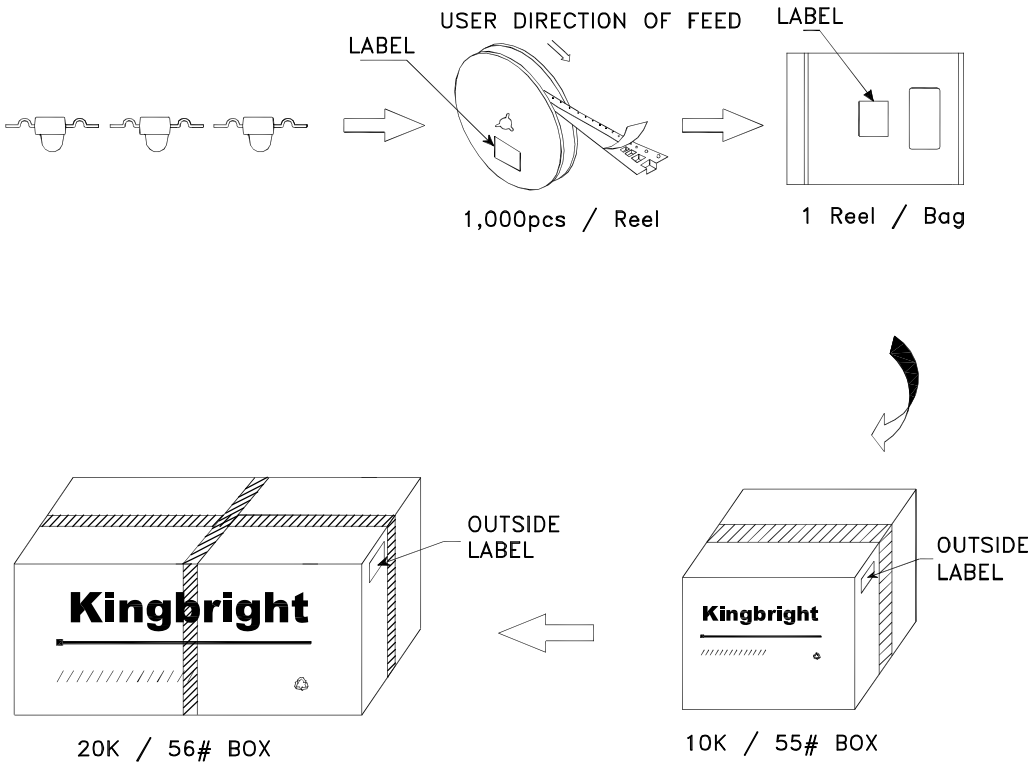 USER DIRECTION OF FEED
LABEL
LABEL
1,000pcs / Reel
1 Reel / Bag
OUTSIDE
LABEL
OUTSIDE
LABEL
Kingbright
Kingbright
20K / 56# BOX
10K / 55# BOX